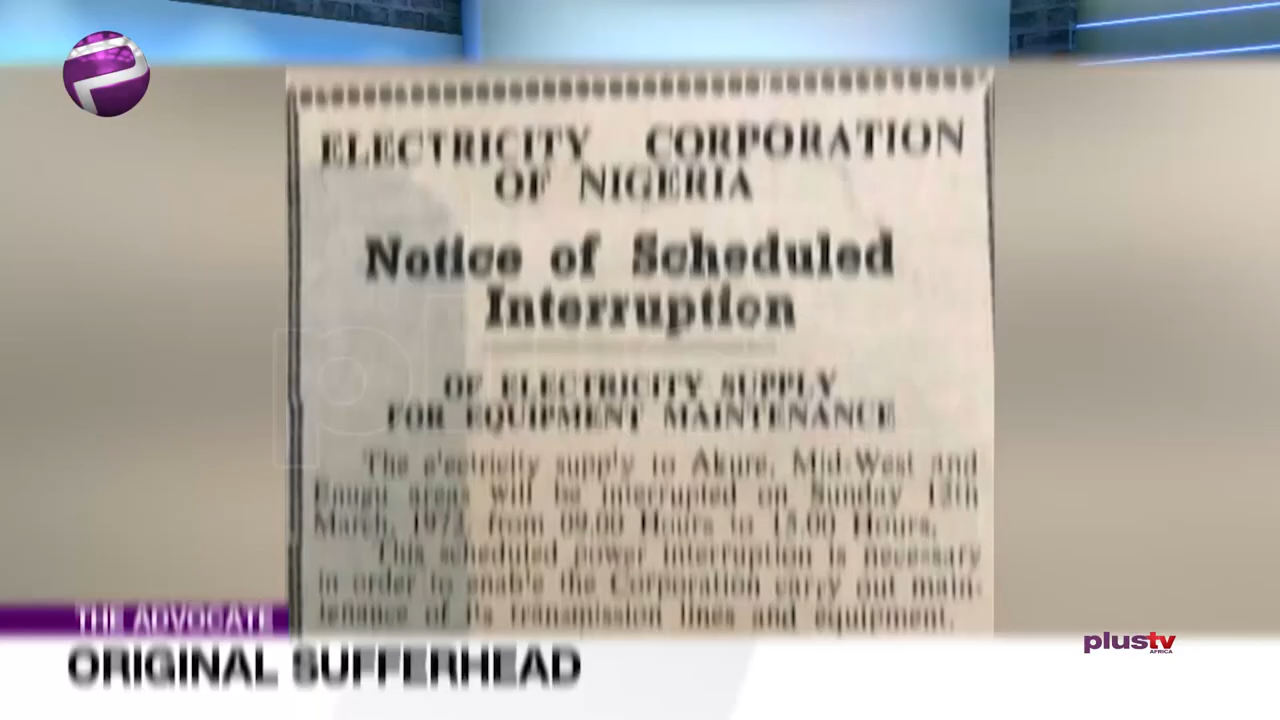 ELECTRICITY CORPORATION
OF NIGERIA
Notice of Scheduled
Interruption
OF ELECTRICITY SUPPLY
FOR EQUIPMENT MAINTENANCE
The electricity supply to Akure, Mid-West and
Enugu areas will be interrupted on Sunday 12th
March, 1972, from 09.00 Hours to Hours.
This scheduled power interruption is necessary
in order to enable the Corporation carry out main-
tenance of its transmission lines and equipment.
THE ADVOCATE
ORIGINAL SUFFERHEAD
plustv
AFRICA